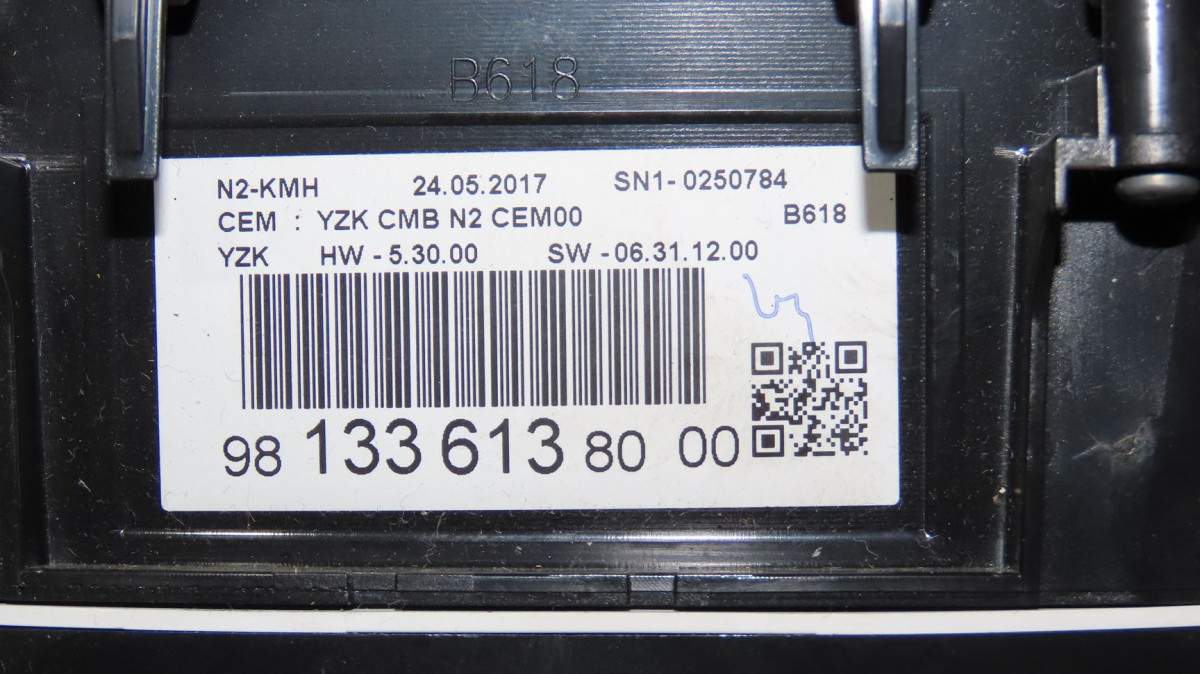 B618
N2-KMH 24.05.2017 SN1- 0250784
CEM : YZK CMB N2 CEM00 B618
YZK HW - 5.30.00 SW - 06.31.12.00
98 133 613 80 00